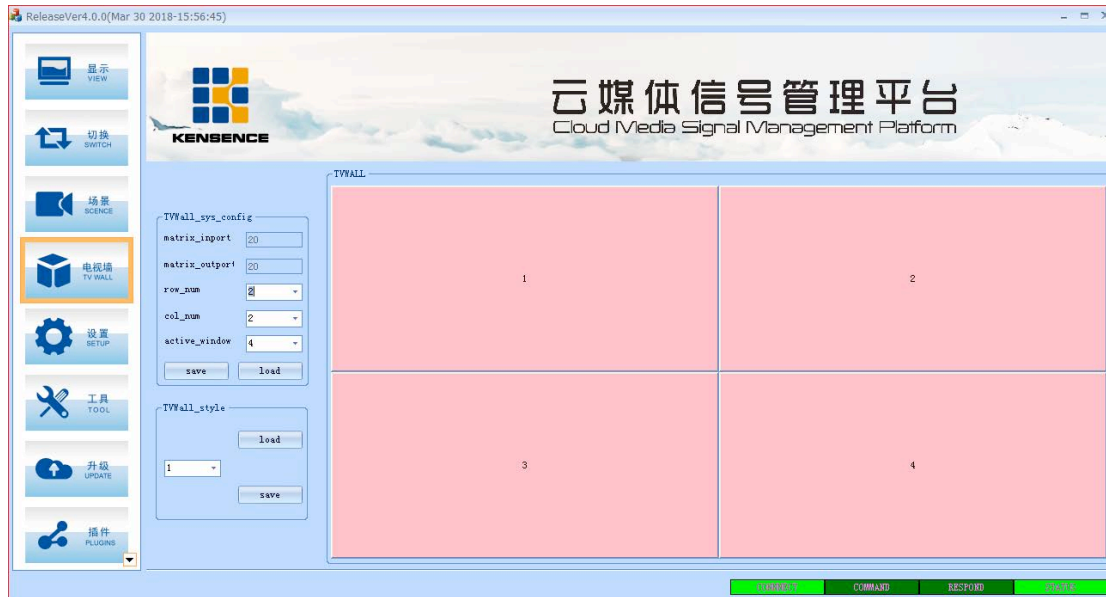 ReleaseVer4.0.0(Mar 30 2018-15:56:45)
显示
VIEW
切换
SWITCH
场景
SCENCE
电视墙
TV WALL
设置
SETUP
工具
TOOL
升级
UPDATE
插件
PLUGINS
KENSENCE
云媒体信号管理平台
Cloud Media Signal Management Platform
TVWall_sys_config
matrix_inport 20
matrix_outport 20
row_num 2
col_num 2
active_window 4
save load
TVWall_style
load
1
save
TVWALL
1 2
3 4
COMMAND RESPOND